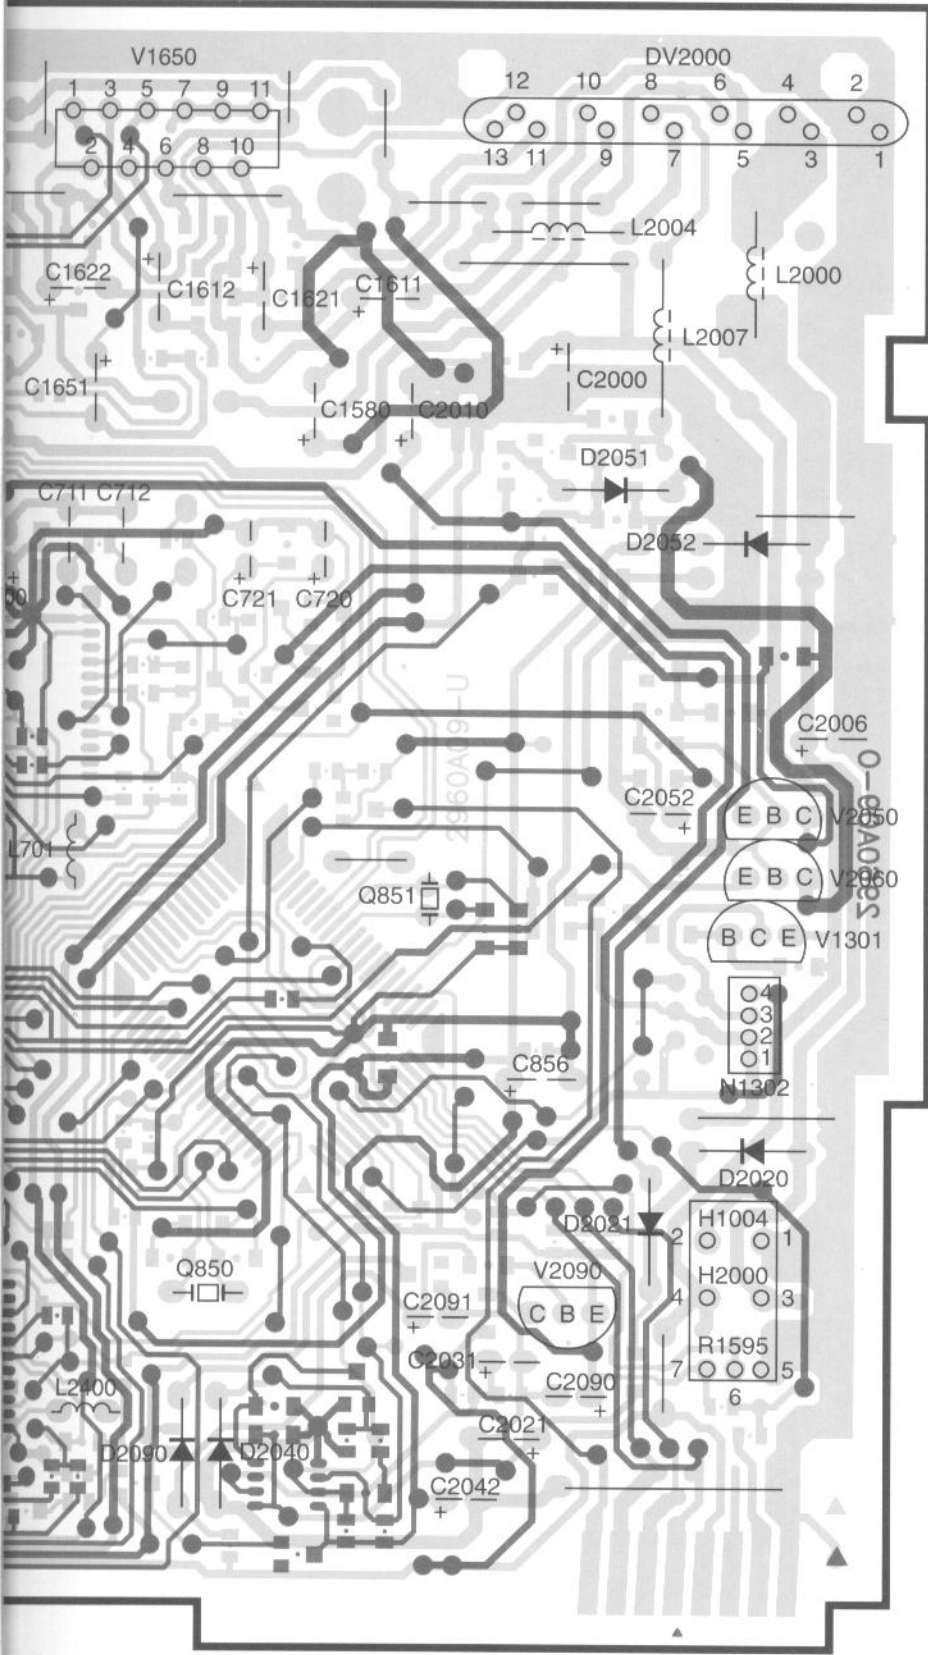 V1650 DV2000
1 3 5 7 9 11
12 10 8 6 4 2
2 4 6 8 10
13 11 9 7 5 3 1
L2004
C1622
+
+
C1612
+
C1621
C1611
+
L2000
L2007
C1651
+
+
C2000
C1580
+
C2010
+
D2051
C711 C712
D2052
+
C721
+
C720
+
2960A09-U
C2006
+
2960A09-O
C2052
+
E B C V2050
L701
E B C V2060
Q851
B C E V1301
4
3
2
1
N1302
C856
+
D2020
D2021
H1004
2 1
Q850
V2090
H2000
4 3
C2091
+
C B E
C2031
+
R1595
7 5
6
L2400
C2090
+
D2090 D2040
C2021
+
C2042
+